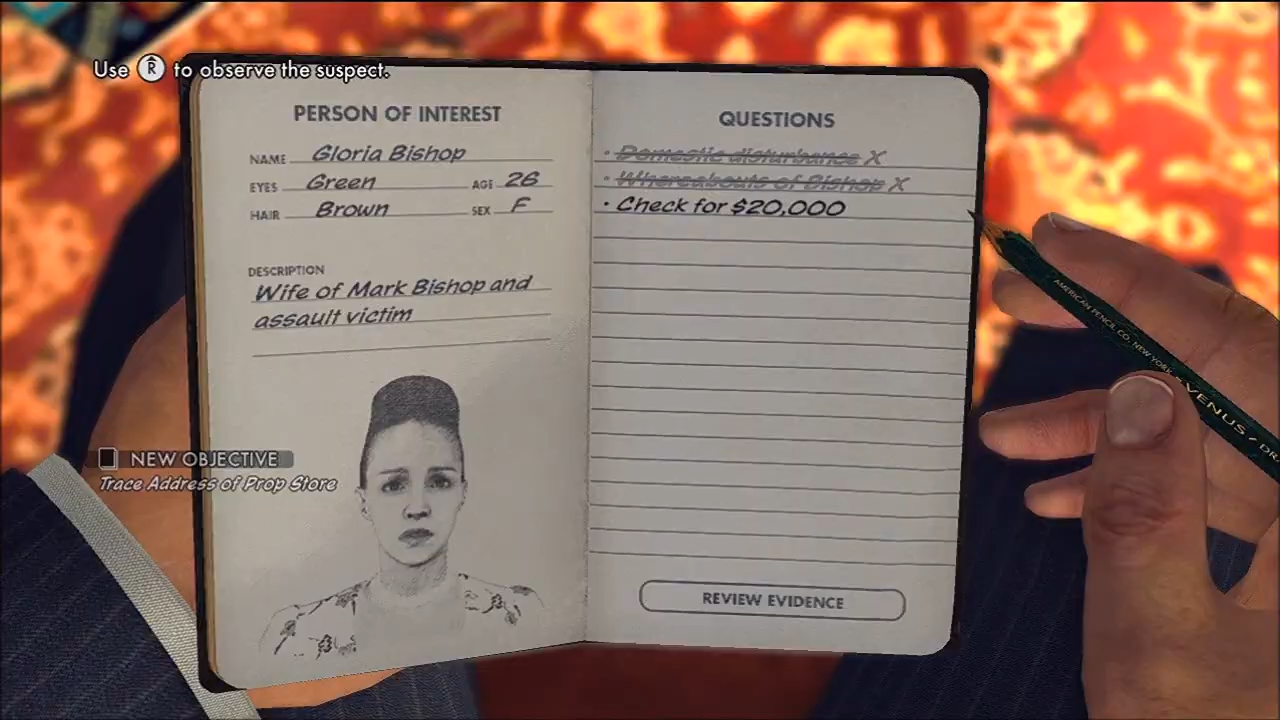 Use R to observe the suspect.
PERSON OF INTEREST
NAME Gloria Bishop
EYES Green AGE 26
HAIR Brown SEX F
DESCRIPTION
Wife of Mark Bishop and
assault victim
NEW OBJECTIVE
Trace Address of Prop Store
QUESTIONS
· Domestic disturbance X
· Whereabouts of Bishop X
· Check for $20,000
REVIEW EVIDENCE
AMERICAN PENCIL CO. NEW YORK
VENUS/DRA